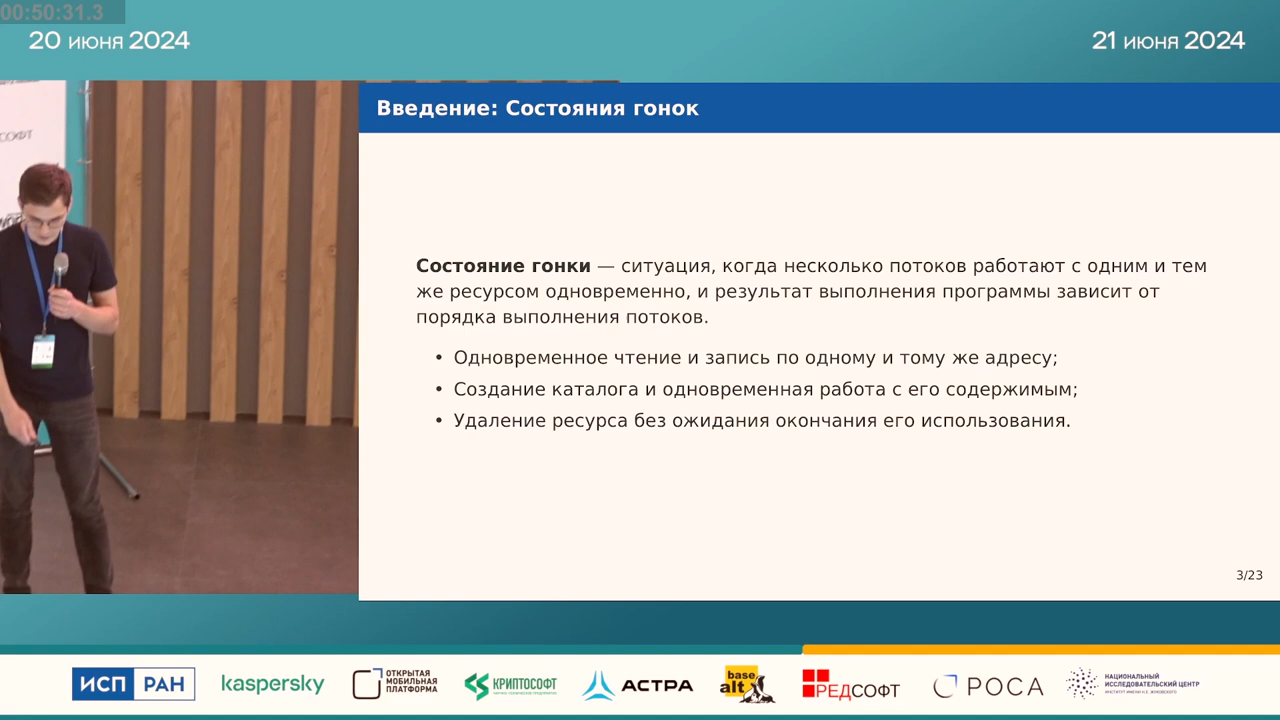 00:50:31.3
20 июня 2024
21 июня 2024
СОФТ
Введение: Состояния гонок
Состояние гонки — ситуация, когда несколько потоков работают с одним и тем
же ресурсом одновременно, и результат выполнения программы зависит от
порядка выполнения потоков.
• Одновременное чтение и запись по одному и тому же адресу;
• Создание каталога и одновременная работа с его содержимым;
• Удаление ресурса без ожидания окончания его использования.
3/23
ИСП РАН
kaspersky
ОТКРЫТАЯ
МОБИЛЬНАЯ
ПЛАТФОРМА
КРИПТОСОФТ
АСТРА
base
alt
РЕДСОФТ
РОСА
НАЦИОНАЛЬНЫЙ
ИССЛЕДОВАТЕЛЬСКИЙ ЦЕНТР